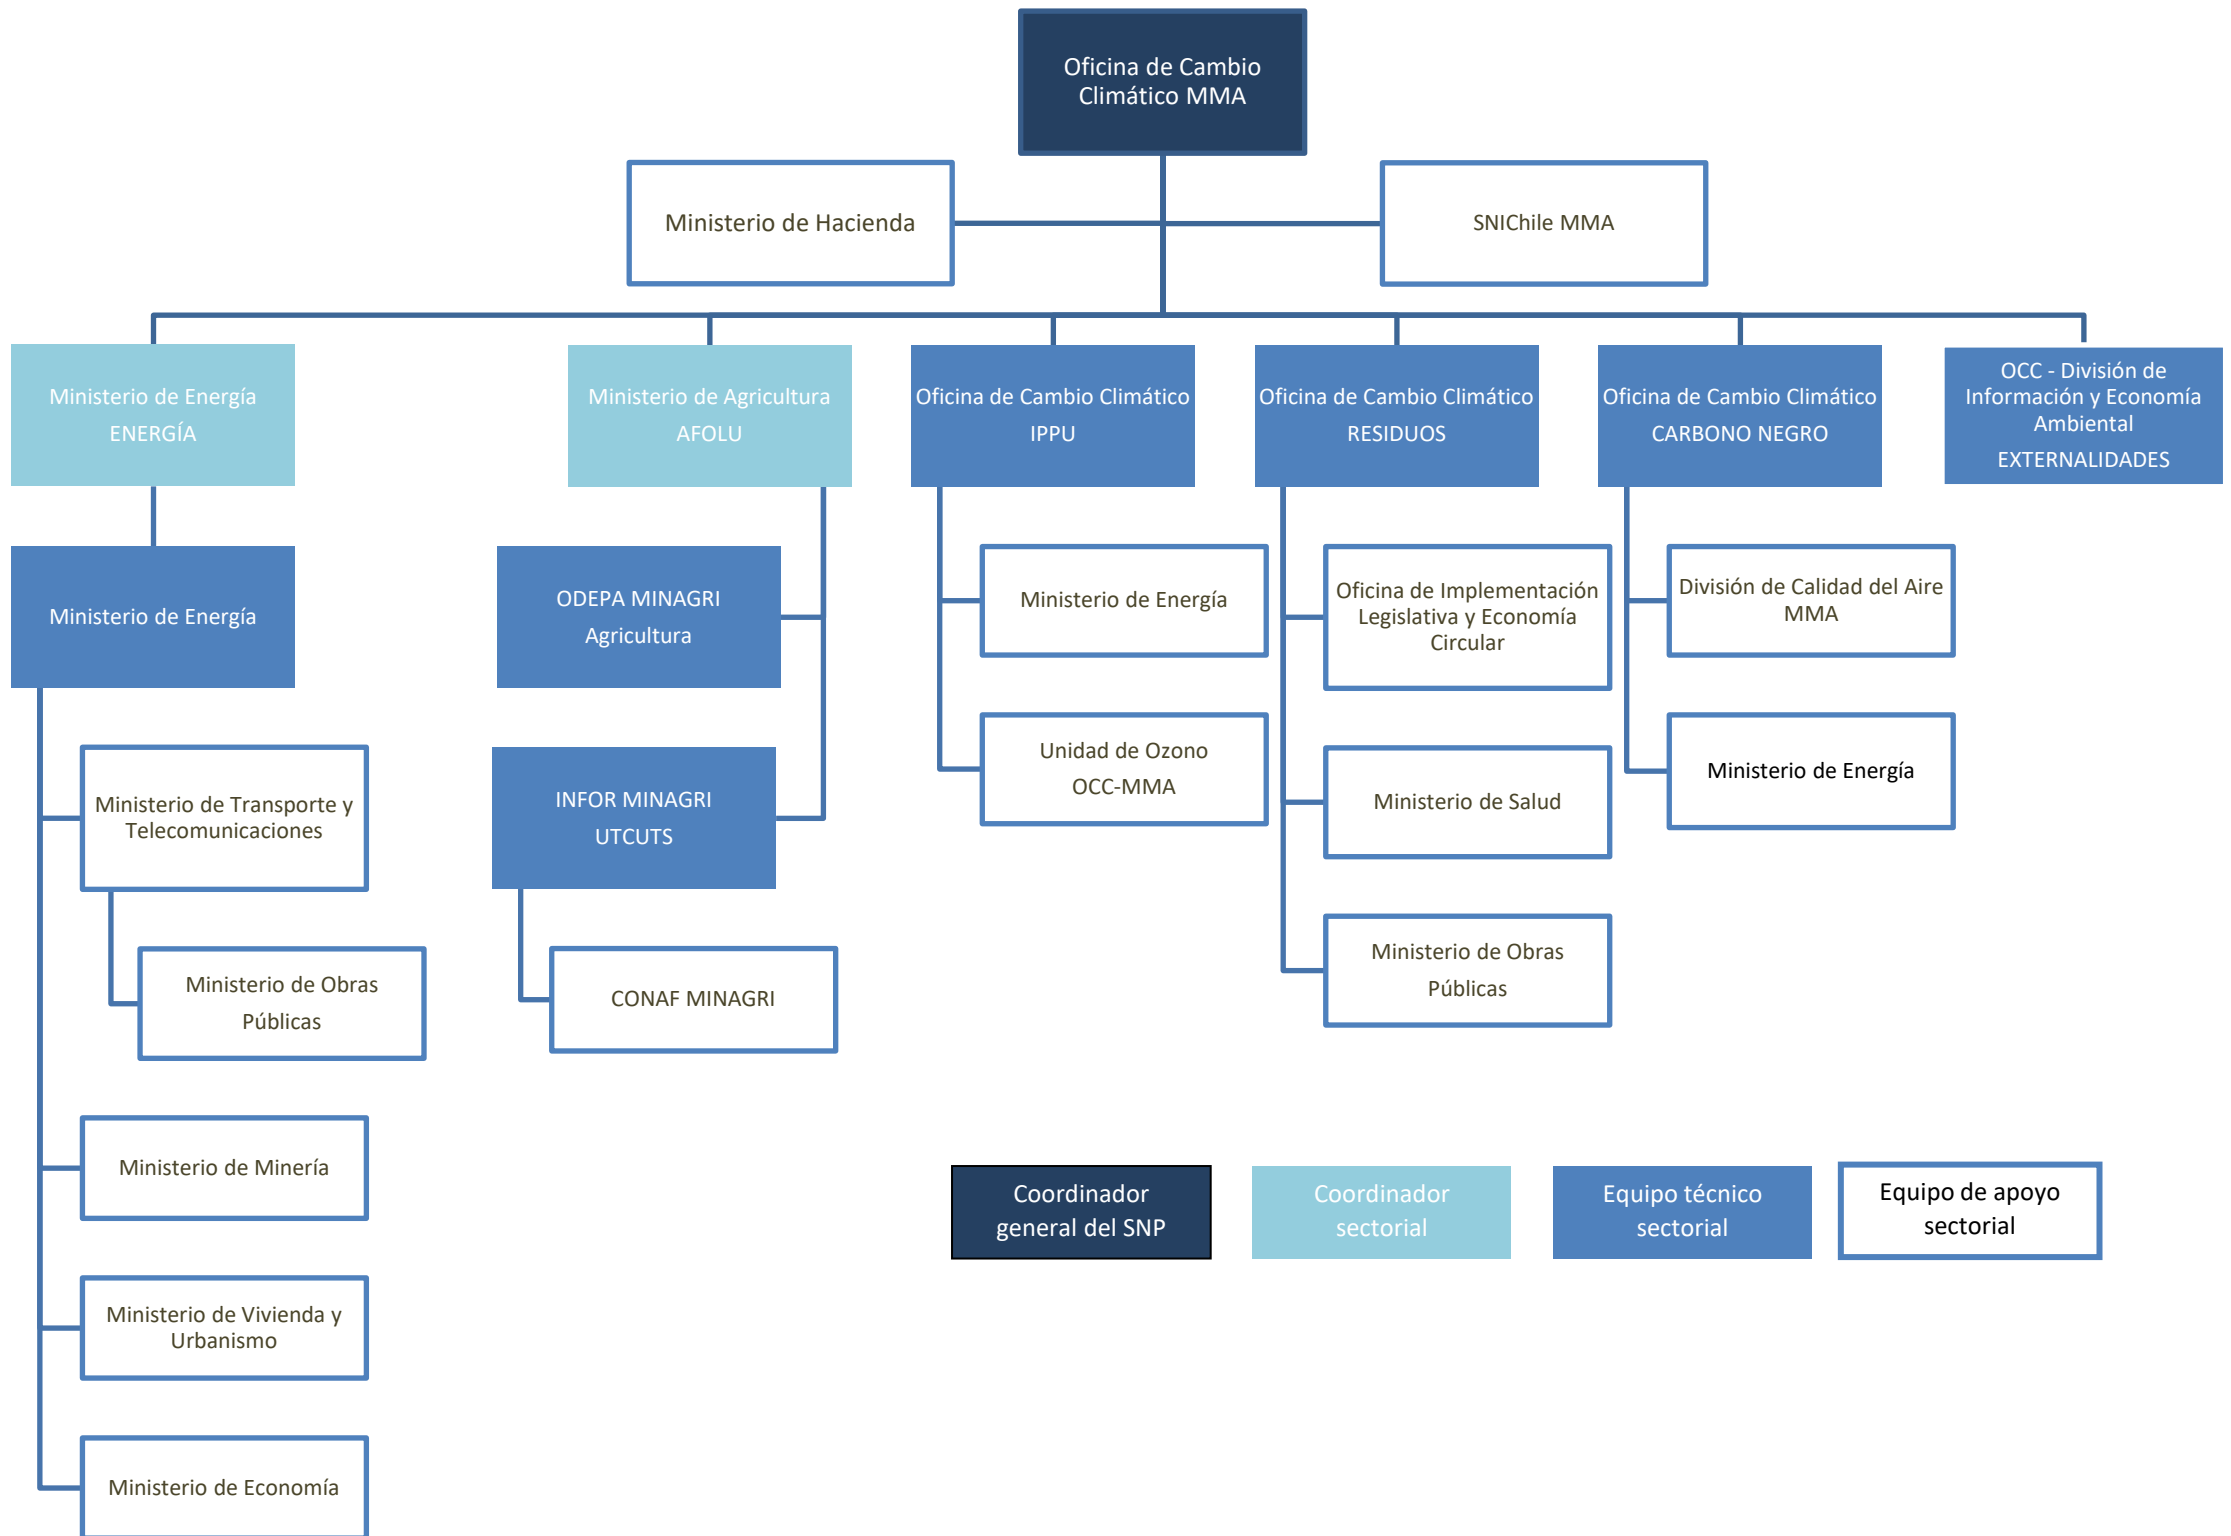 Oficina de Cambio
Climático MMA
Ministerio de Hacienda
SNIChile MMA
Ministerio de Energía
ENERGÍA
Ministerio de Agricultura
AFOLU
Oficina de Cambio Climático
IPPU
Oficina de Cambio Climático
RESIDUOS
Oficina de Cambio Climático
CARBONO NEGRO
OCC - División de
Información y Economía
Ambiental
EXTERNALIDADES
Ministerio de Energía
ODEPA MINAGRI
Agricultura
Ministerio de Energía
Oficina de Implementación
Legislativa y Economía
Circular
División de Calidad del Aire
MMA
Ministerio de Transporte y
Telecomunicaciones
INFOR MINAGRI
UTCUTS
Unidad de Ozono
OCC-MMA
Ministerio de Salud
Ministerio de Energía
Ministerio de Obras
Públicas
CONAF MINAGRI
Ministerio de Obras
Públicas
Ministerio de Minería
Ministerio de Vivienda y
Urbanismo
Ministerio de Economía
Coordinador
general del SNP
Coordinador
sectorial
Equipo técnico
sectorial
Equipo de apoyo
sectorial